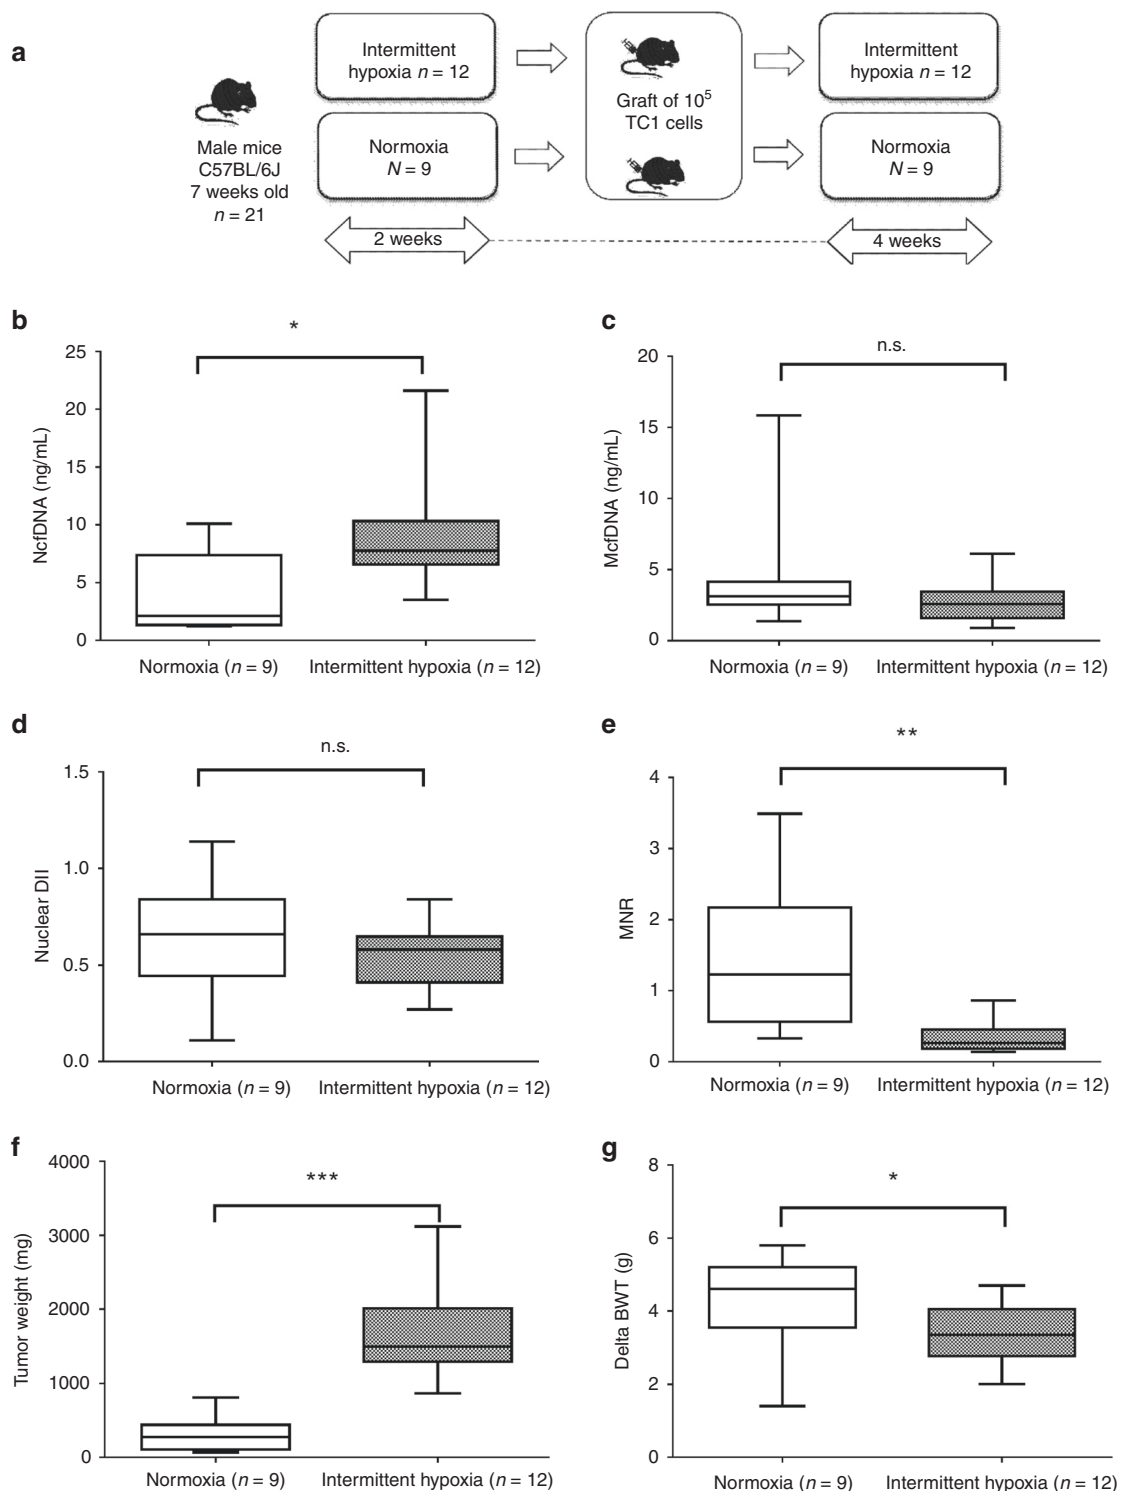 a
Intermittent
hypoxia n = 12
Intermittent
hypoxia n = 12
Graft of 10⁵
TC1 cells
Male mice
C57BL/6J
7 weeks old
n = 21
Normoxia
N = 9
Normoxia
N = 9
2 weeks
4 weeks
b
*
NcfDNA (ng/mL)
25
20
15
10
5
0
Normoxia (n = 9)
Intermittent hypoxia (n = 12)
c
n.s.
McfDNA (ng/mL)
20
15
10
5
0
Normoxia (n = 9)
Intermittent hypoxia (n = 12)
d
n.s.
Nuclear DII
1.5
1.0
0.5
0.0
Normoxia (n = 9)
Intermittent hypoxia (n = 12)
e
**
MNR
4
3
2
1
0
Normoxia (n = 9)
Intermittent hypoxia (n = 12)
f
***
Tumor weight (mg)
4000
3000
2000
1000
0
Normoxia (n = 9)
Intermittent hypoxia (n = 12)
g
*
Delta BWT (g)
8
6
4
2
0
Normoxia (n = 9)
Intermittent hypoxia (n = 12)